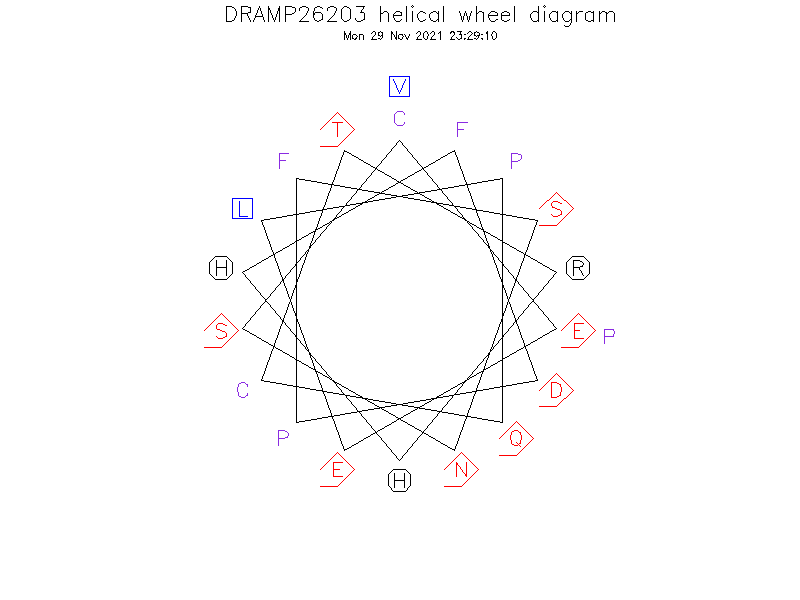 DRAMP26203 helical wheel diagram
Mon 29 Nov 2021 23:29:10
V
C
T F
F P
L S
H R
S E P
C D
P Q
E H N